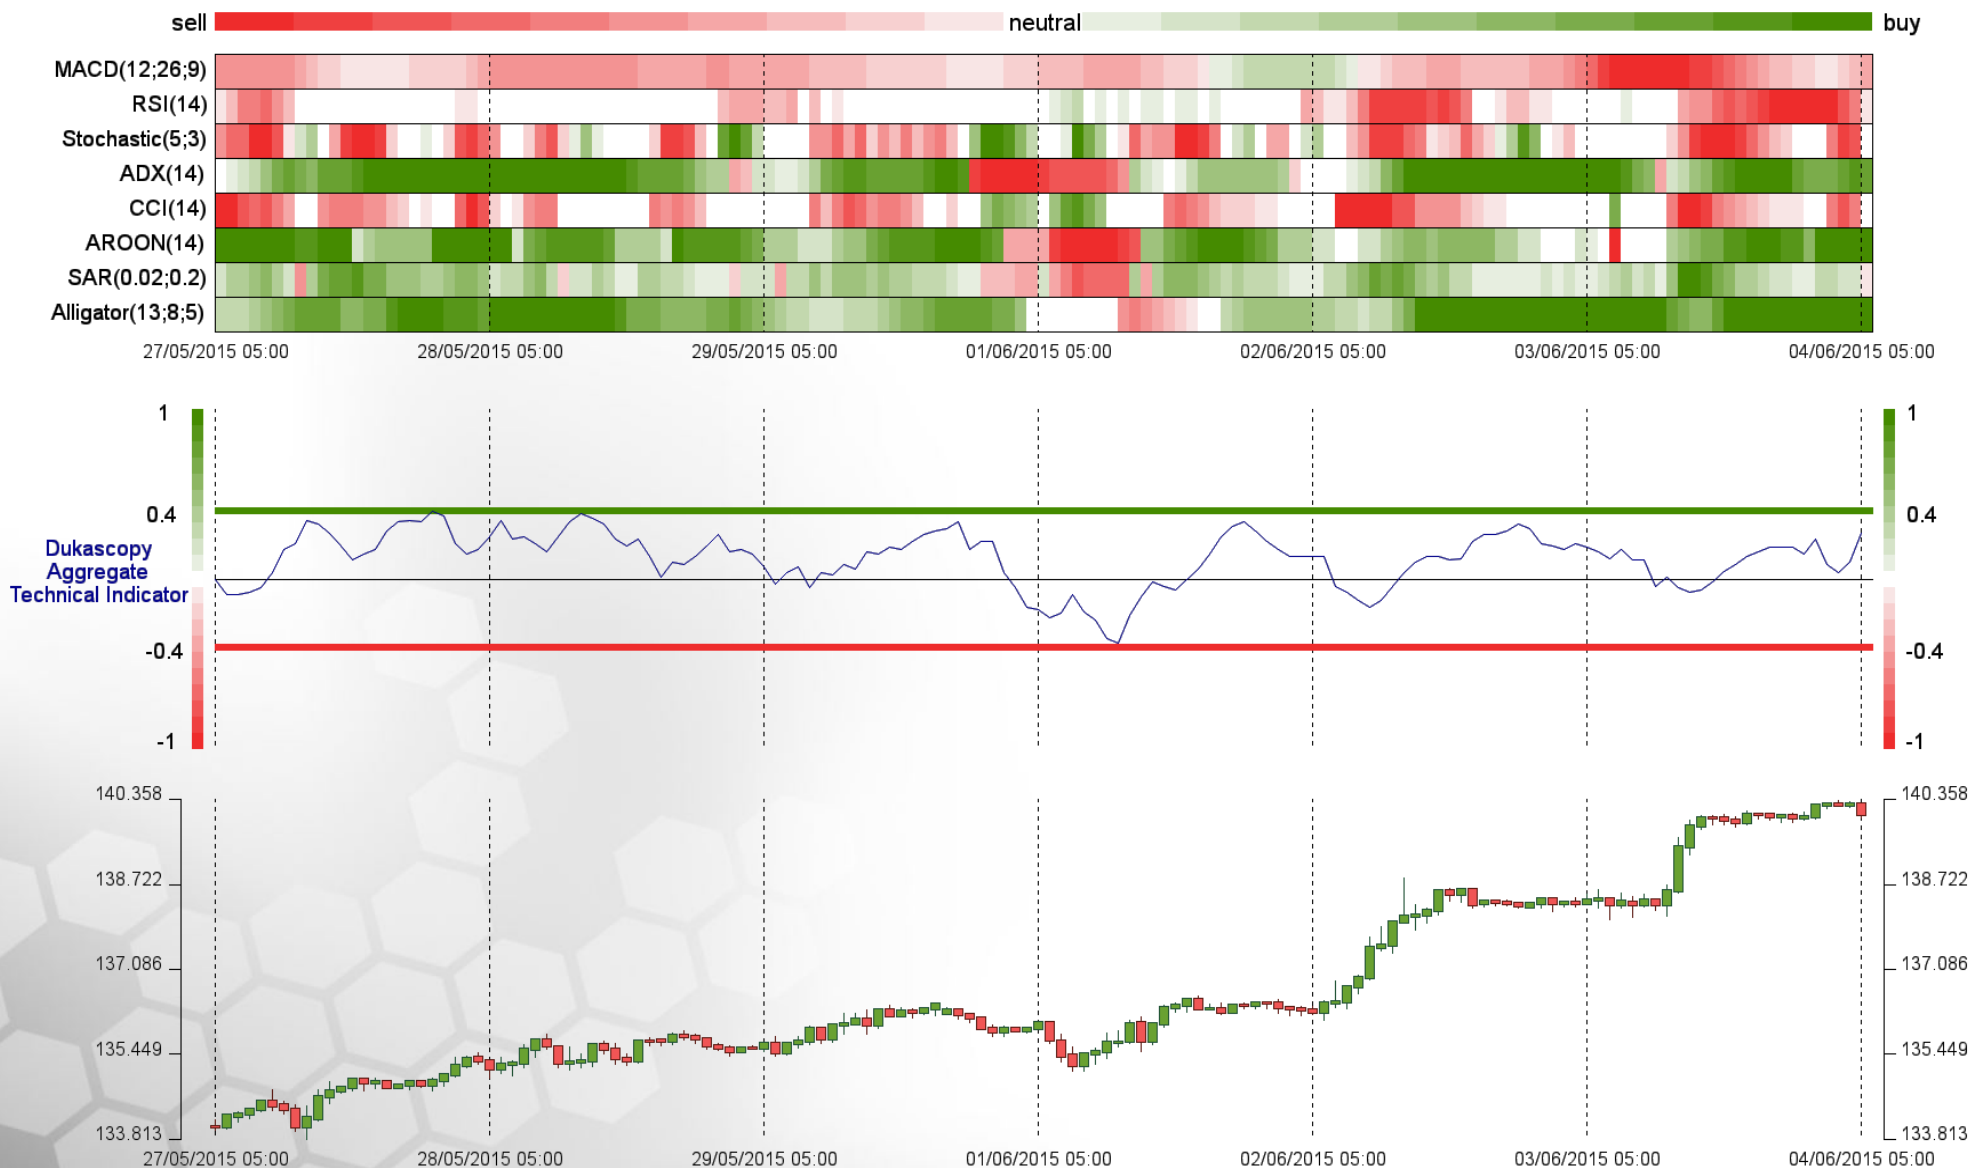 sell neutral buy
MACD(12;26;9)
RSI(14)
Stochastic(5;3)
ADX(14)
CCI(14)
AROON(14)
SAR(0.02;0.2)
Alligator(13;8;5)
27/05/2015 05:00 28/05/2015 05:00 29/05/2015 05:00 01/06/2015 05:00 02/06/2015 05:00 03/06/2015 05:00 04/06/2015 05:00
1 1
0.4 0.4
Dukascopy
Aggregate
Technical Indicator
-0.4 -0.4
-1 -1
140.358 140.358
138.722 138.722
137.086 137.086
135.449 135.449
133.813 133.813
27/05/2015 05:00 28/05/2015 05:00 29/05/2015 05:00 01/06/2015 05:00 02/06/2015 05:00 03/06/2015 05:00 04/06/2015 05:00